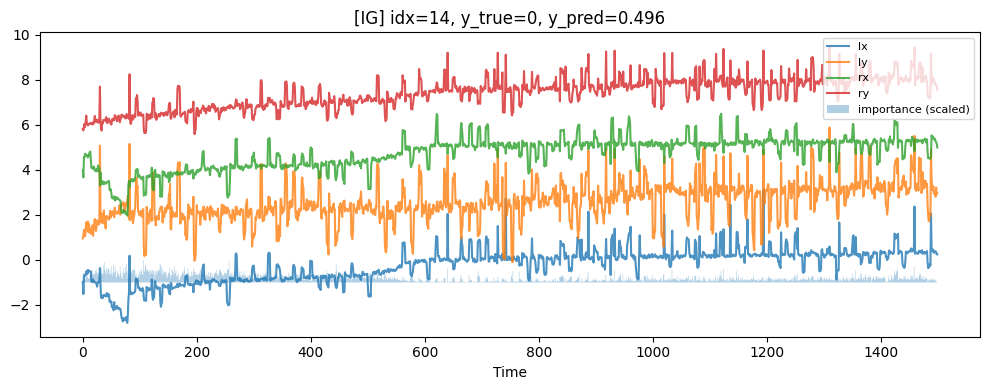 [IG] idx=14, y_true=0, y_pred=0.496
10
8
6
4
2
0
−2
lx
ly
rx
ry
importance (scaled)
0 200 400 600 800 1000 1200 1400
Time